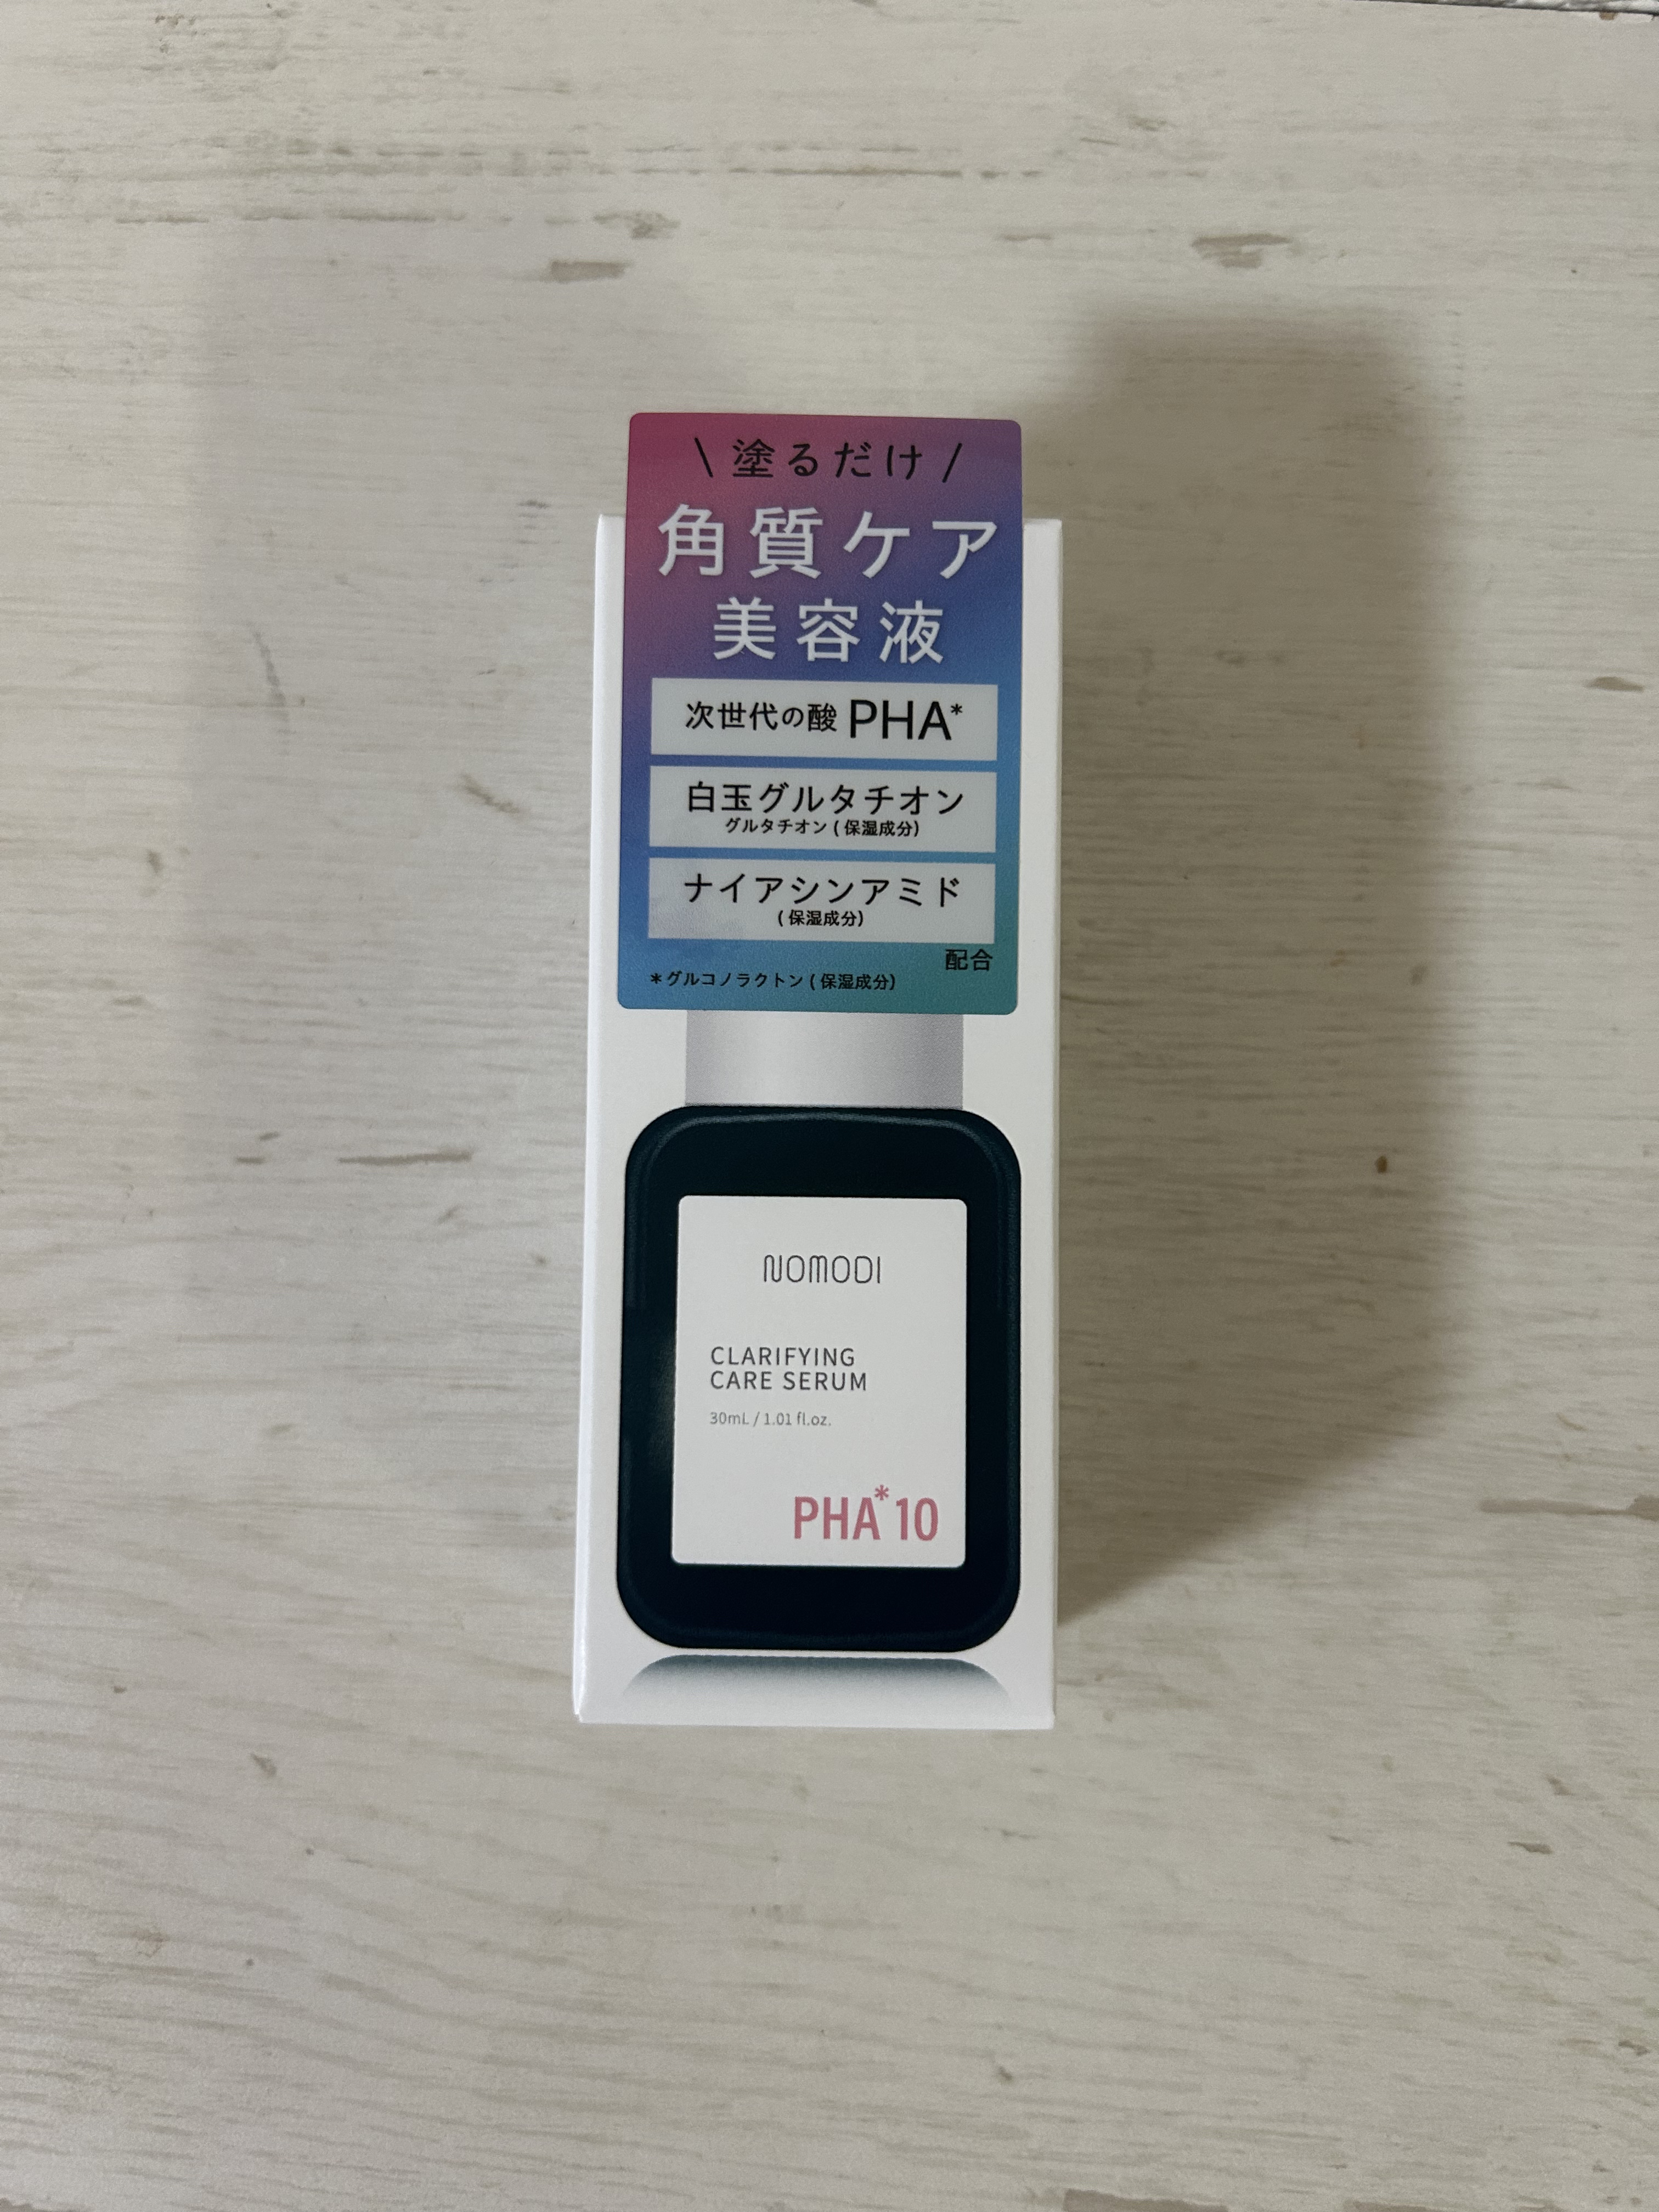 \ 塗るだけ /
角質ケア
美容液
次世代の酸 PHA*
白玉グルタチオン
グルタチオン ( 保湿成分)
ナイアシンアミド
( 保湿成分)
配合
*グルコノラクトン ( 保湿成分)
NOMODI
CLARIFYING
CARE SERUM
30mL / 1.01 fl.oz.
PHA*10